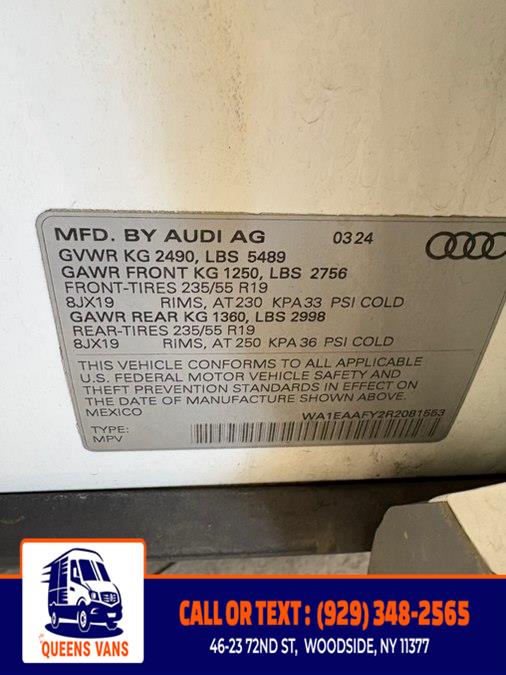 MFD. BY AUDI AG 03 24
GVWR KG 2490, LBS 5489
GAWR FRONT KG 1250, LBS 2756
FRONT-TIRES 235/55 R19
8JX19 RIMS, AT 230 KPA 33 PSI COLD
GAWR REAR KG 1360, LBS 2998
REAR-TIRES 235/55 R19
8JX19 RIMS, AT 250 KPA 36 PSI COLD
THIS VEHICLE CONFORMS TO ALL APPLICABLE
U.S. FEDERAL MOTOR VEHICLE SAFETY AND
THEFT PREVENTION STANDARDS IN EFFECT ON
THE DATE OF MANUFACTURE SHOWN ABOVE.
MEXICO
WA1EAAFY2R2081563
TYPE:
MPV
QUEENS VANS
CALL OR TEXT : (929) 348-2565
46-23 72ND ST, WOODSIDE, NY 11377